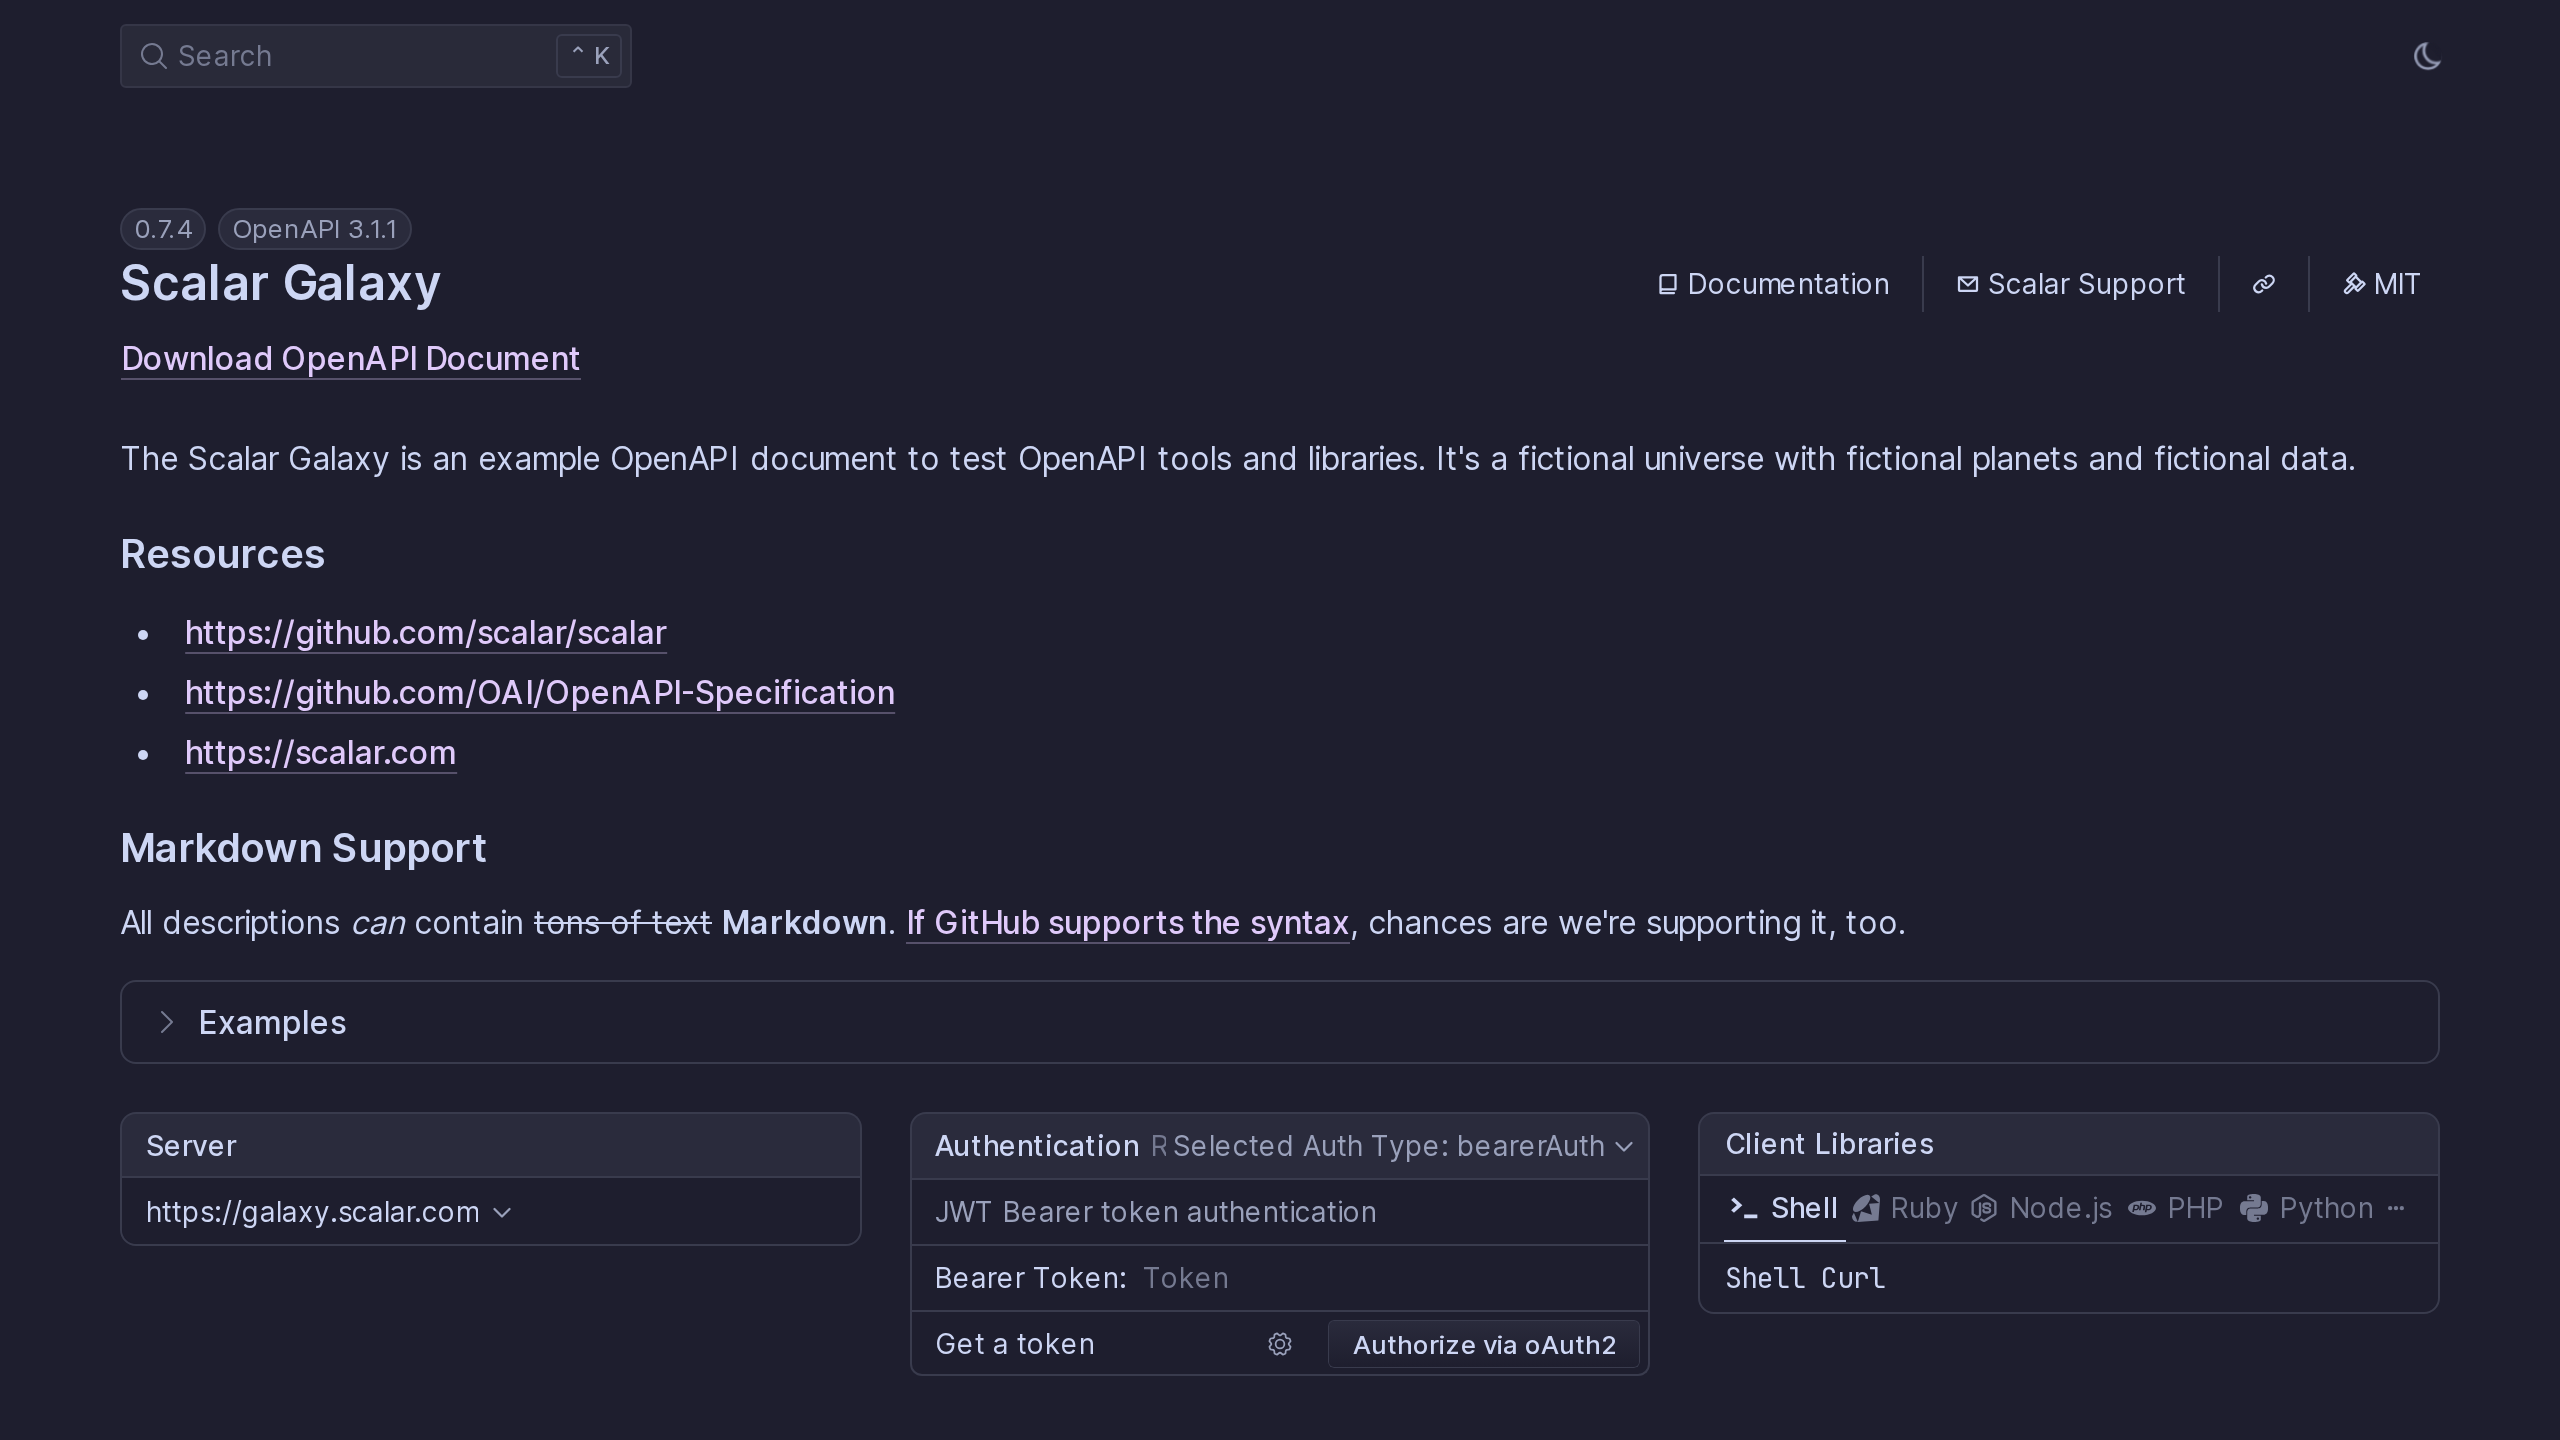 Search
⌃ K
0.7.4 OpenAPI 3.1.1
Scalar Galaxy
Documentation Scalar Support MIT
Download OpenAPI Document
The Scalar Galaxy is an example OpenAPI document to test OpenAPI tools and libraries. It's a fictional universe with fictional planets and fictional data.
Resources
• https://github.com/scalar/scalar
• https://github.com/OAI/OpenAPI-Specification
• https://scalar.com
Markdown Support
All descriptions can contain tons of text Markdown. If GitHub supports the syntax, chances are we're supporting it, too.
Examples
Server
https://galaxy.scalar.com
Authentication R Selected Auth Type: bearerAuth
JWT Bearer token authentication
Bearer Token: Token
Get a token
Authorize via oAuth2
Client Libraries
Shell Ruby Node.js PHP Python
Shell Curl